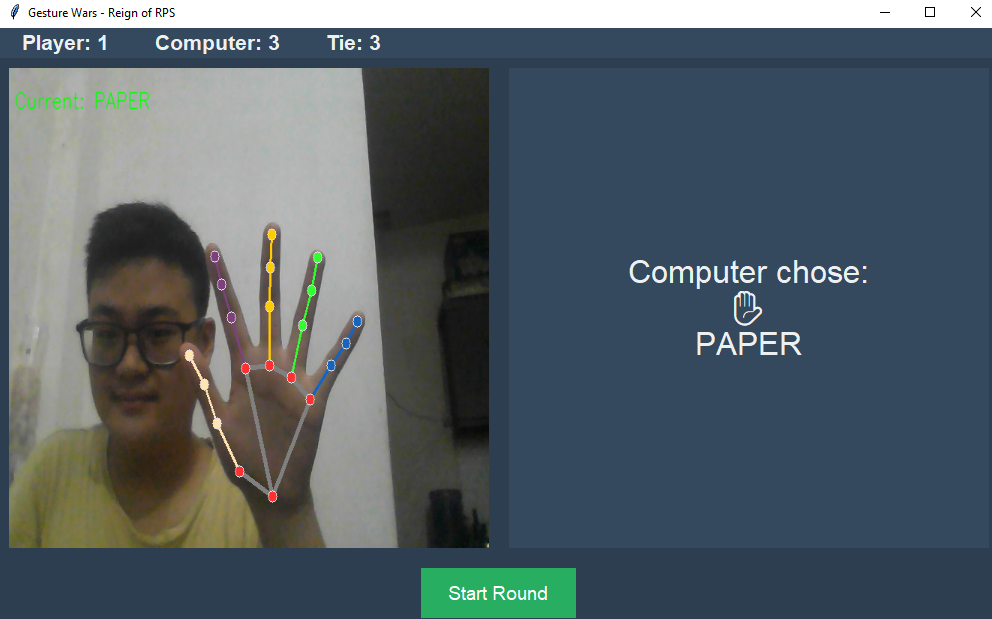 Gesture Wars - Reign of RPS
Player: 1 Computer: 3 Tie: 3
Current: PAPER
Computer chose:
PAPER
Start Round